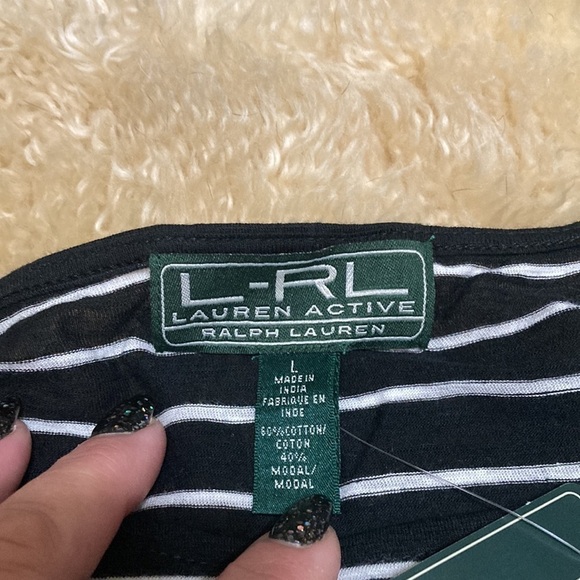 L-RL
LAUREN ACTIVE
RALPH LAUREN
L
MADE IN
INDIA
FABRIQUE EN
INDE
60% COTTON/
COTON
40%
MODAL/
MODAL